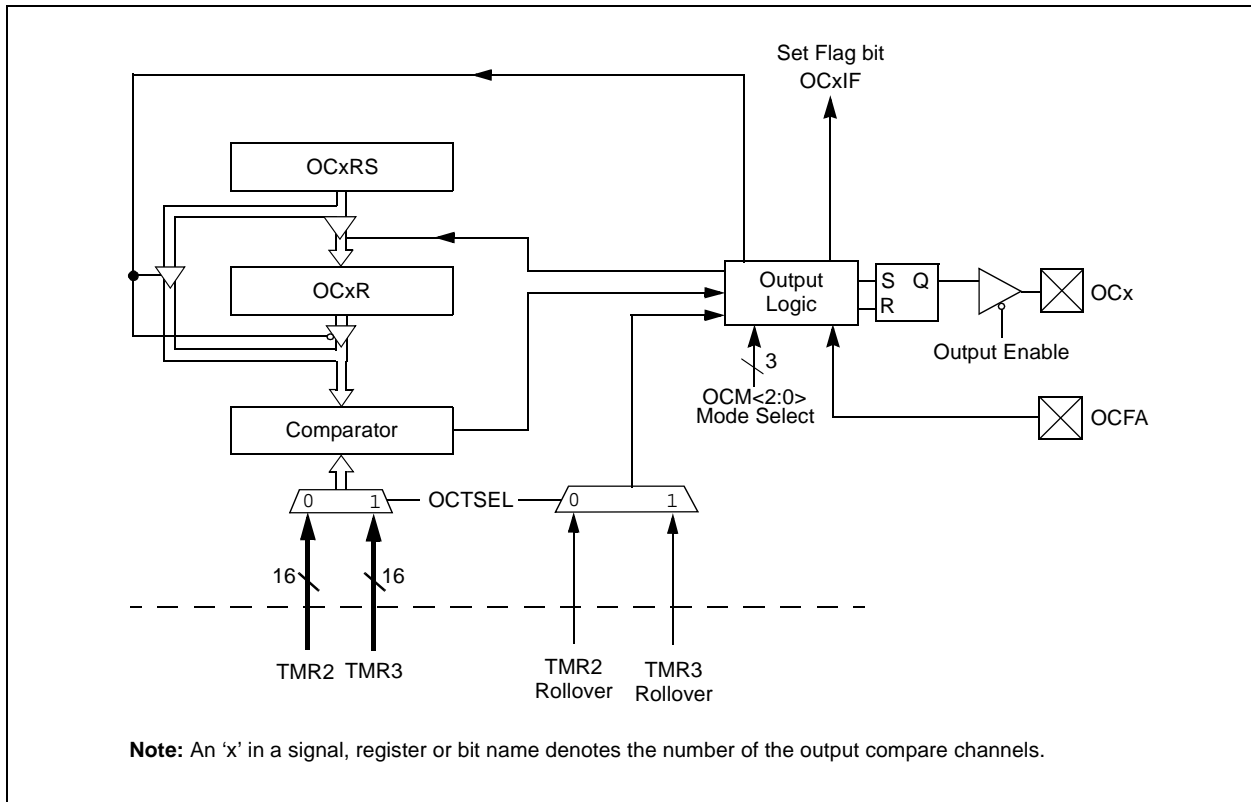 Set Flag bit
OCxIF
OCxRS
OCxR
Output
Logic
S Q
R
OCx
Output Enable
3
OCM<2:0>
Mode Select
OCFA
Comparator
0 1
OCTSEL
0 1
16
16
TMR2
TMR3
TMR2
Rollover
TMR3
Rollover
Note: An ‘x’ in a signal, register or bit name denotes the number of the output compare channels.